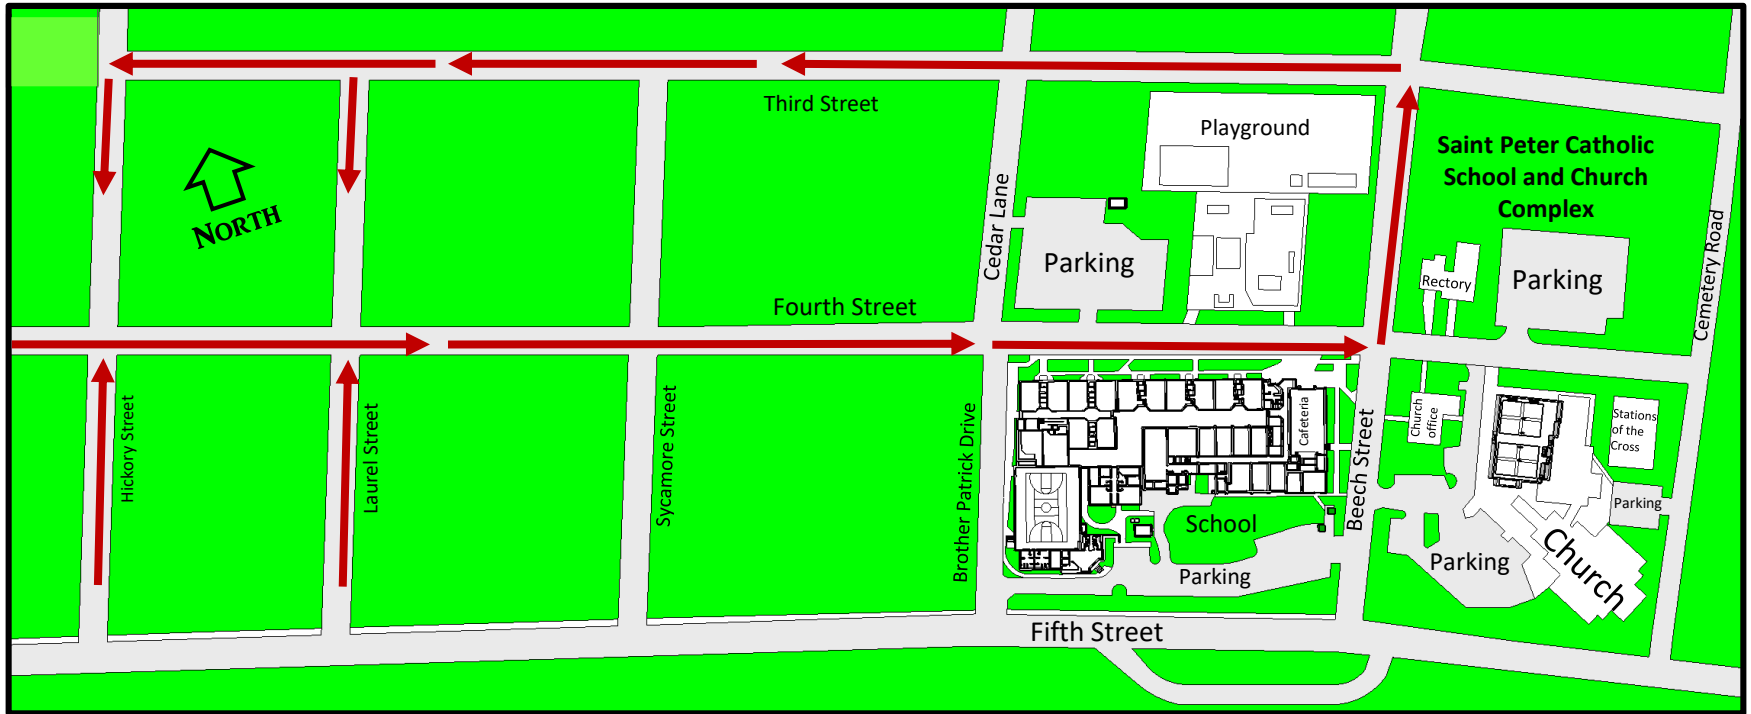 Third Street
Playground
Saint Peter Catholic
School and Church
Complex
NORTH
Cedar Lane
Parking
Rectory
Parking
Cemetery Road
Fourth Street
Hickory Street
Laurel Street
Sycamore Street
Brother Patrick Drive
Cafeteria
Beech Street
Church
office
Stations
of the
Cross
School
Parking
Parking
Church
Parking
Fifth Street